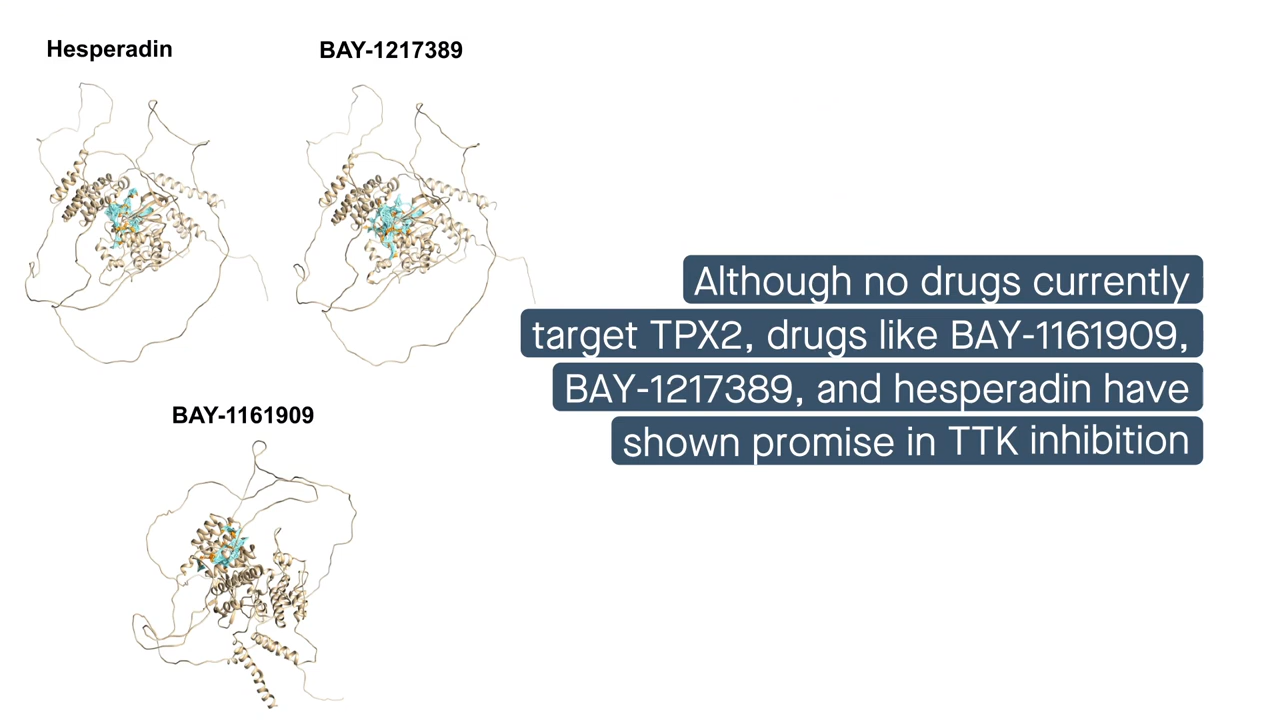 Hesperadin
BAY-1217389
Although no drugs currently
target TPX2, drugs like BAY-1161909,
BAY-1217389, and hesperadin have
shown promise in TTK inhibition
BAY-1161909